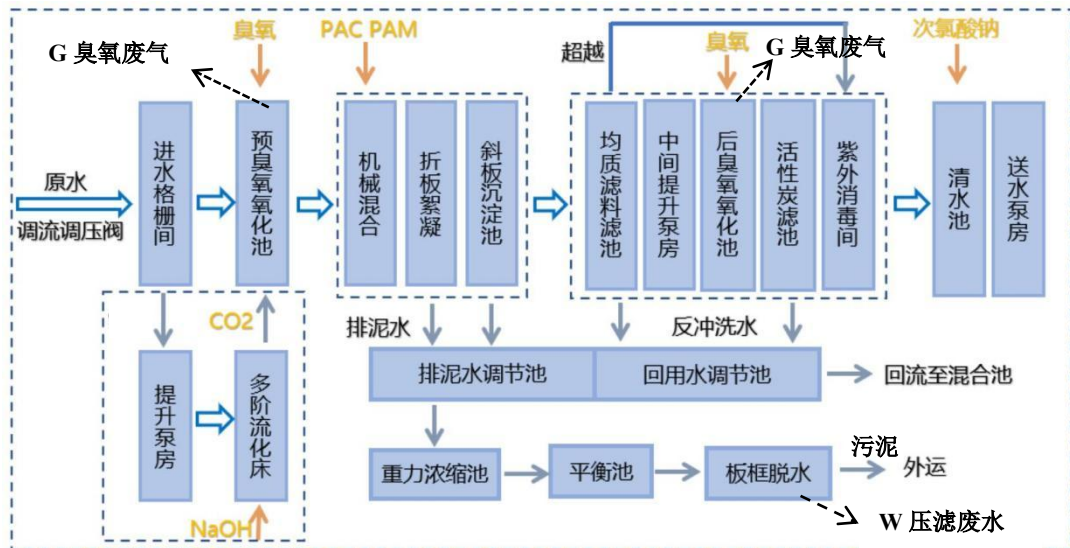 臭氧
PAC PAM
臭氧
次氯酸钠
G 臭氧废气
超越
G 臭氧废气
原水
调流调压阀
进水格栅间
预臭氧氧化池
机械混合
折板絮凝
斜板沉淀池
均质滤料滤池
中间提升泵房
后臭氧氧化池
活性炭滤池
紫外消毒间
清水池
送水泵房
CO2
提升泵房
多阶流化床
NaOH
排泥水
反冲洗水
排泥水调节池
回用水调节池
回流至混合池
重力浓缩池
平衡池
板框脱水
污泥
外运
W 压滤废水